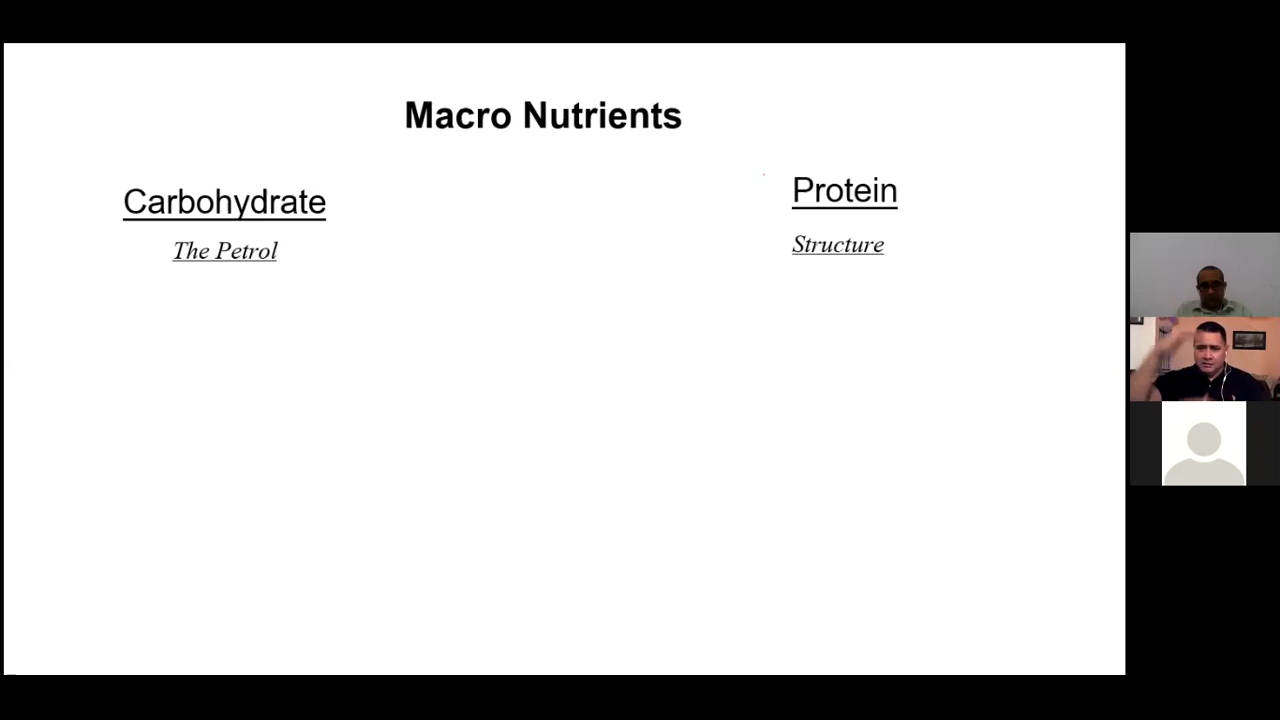 Macro Nutrients
Carbohydrate
The Petrol
Protein
Structure